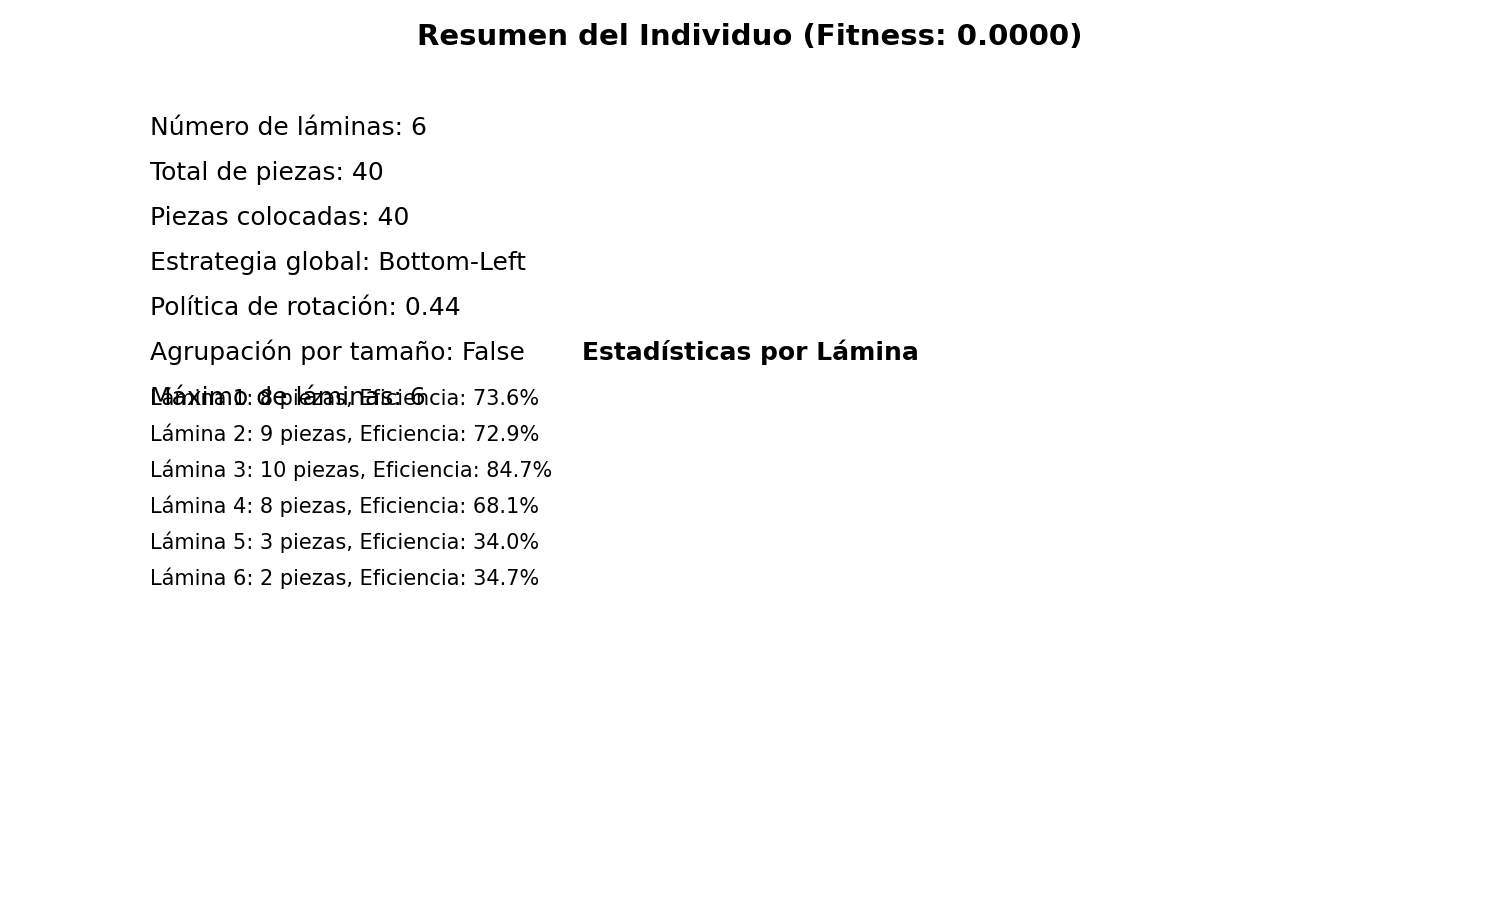 Resumen del Individuo (Fitness: 0.0000)
Número de láminas: 6
Total de piezas: 40
Piezas colocadas: 40
Estrategia global: Bottom-Left
Política de rotación: 0.44
Agrupación por tamaño: False
Estadísticas por Lámina
Máximo de láminas: 6
Lámina 1: 8 piezas, Eficiencia: 73.6%
Lámina 2: 9 piezas, Eficiencia: 72.9%
Lámina 3: 10 piezas, Eficiencia: 84.7%
Lámina 4: 8 piezas, Eficiencia: 68.1%
Lámina 5: 3 piezas, Eficiencia: 34.0%
Lámina 6: 2 piezas, Eficiencia: 34.7%